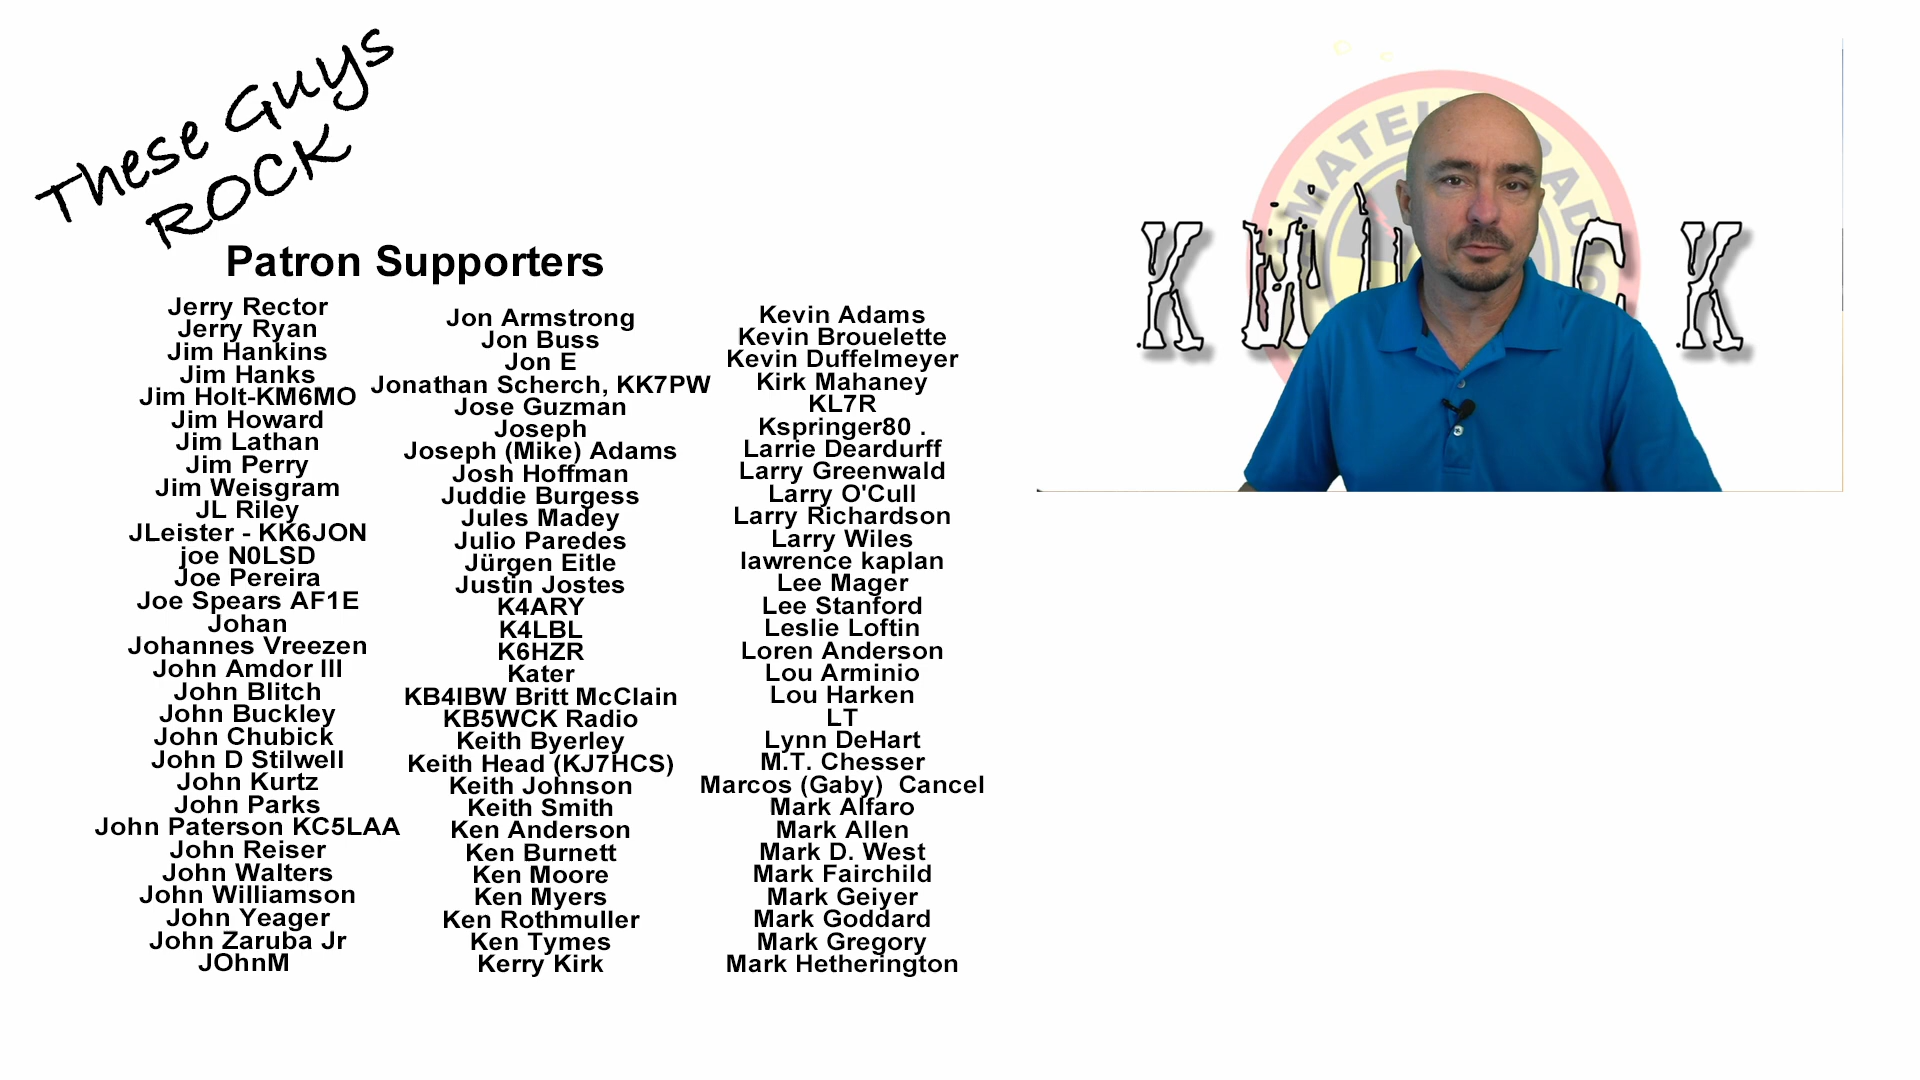 These Guys
ROCK
Patron Supporters
Jerry Rector
Jerry Ryan
Jim Hankins
Jim Hanks
Jim Holt-KM6MO
Jim Howard
Jim Lathan
Jim Perry
Jim Weisgram
JL Riley
JLeister - KK6JON
joe N0LSD
Joe Pereira
Joe Spears AF1E
Johan
Johannes Vreezen
John Amdor III
John Blitch
John Buckley
John Chubick
John D Stilwell
John Kurtz
John Parks
John Paterson KC5LAA
John Reiser
John Walters
John Williamson
John Yeager
John Zaruba Jr
JOhnM
Jon Armstrong
Jon Buss
Jon E
Jonathan Scherch, KK7PW
Jose Guzman
Joseph
Joseph (Mike) Adams
Josh Hoffman
Juddie Burgess
Jules Madey
Julio Paredes
Jürgen Eitle
Justin Jostes
K4ARY
K4LBL
K6HZR
Kater
KB4IBW Britt McClain
KB5WCK Radio
Keith Byerley
Keith Head (KJ7HCS)
Keith Johnson
Keith Smith
Ken Anderson
Ken Burnett
Ken Moore
Ken Myers
Ken Rothmuller
Ken Tymes
Kerry Kirk
Kevin Adams
Kevin Brouelette
Kevin Duffelmeyer
Kirk Mahaney
KL7R
Kspringer80 .
Larrie Deardurff
Larry Greenwald
Larry O'Cull
Larry Richardson
Larry Wiles
lawrence kaplan
Lee Mager
Lee Stanford
Leslie Loftin
Loren Anderson
Lou Arminio
Lou Harken
LT
Lynn DeHart
M.T. Chesser
Marcos (Gaby)  Cancel
Mark Alfaro
Mark Allen
Mark D. West
Mark Fairchild
Mark Geiyer
Mark Goddard
Mark Gregory
Mark Hetherington